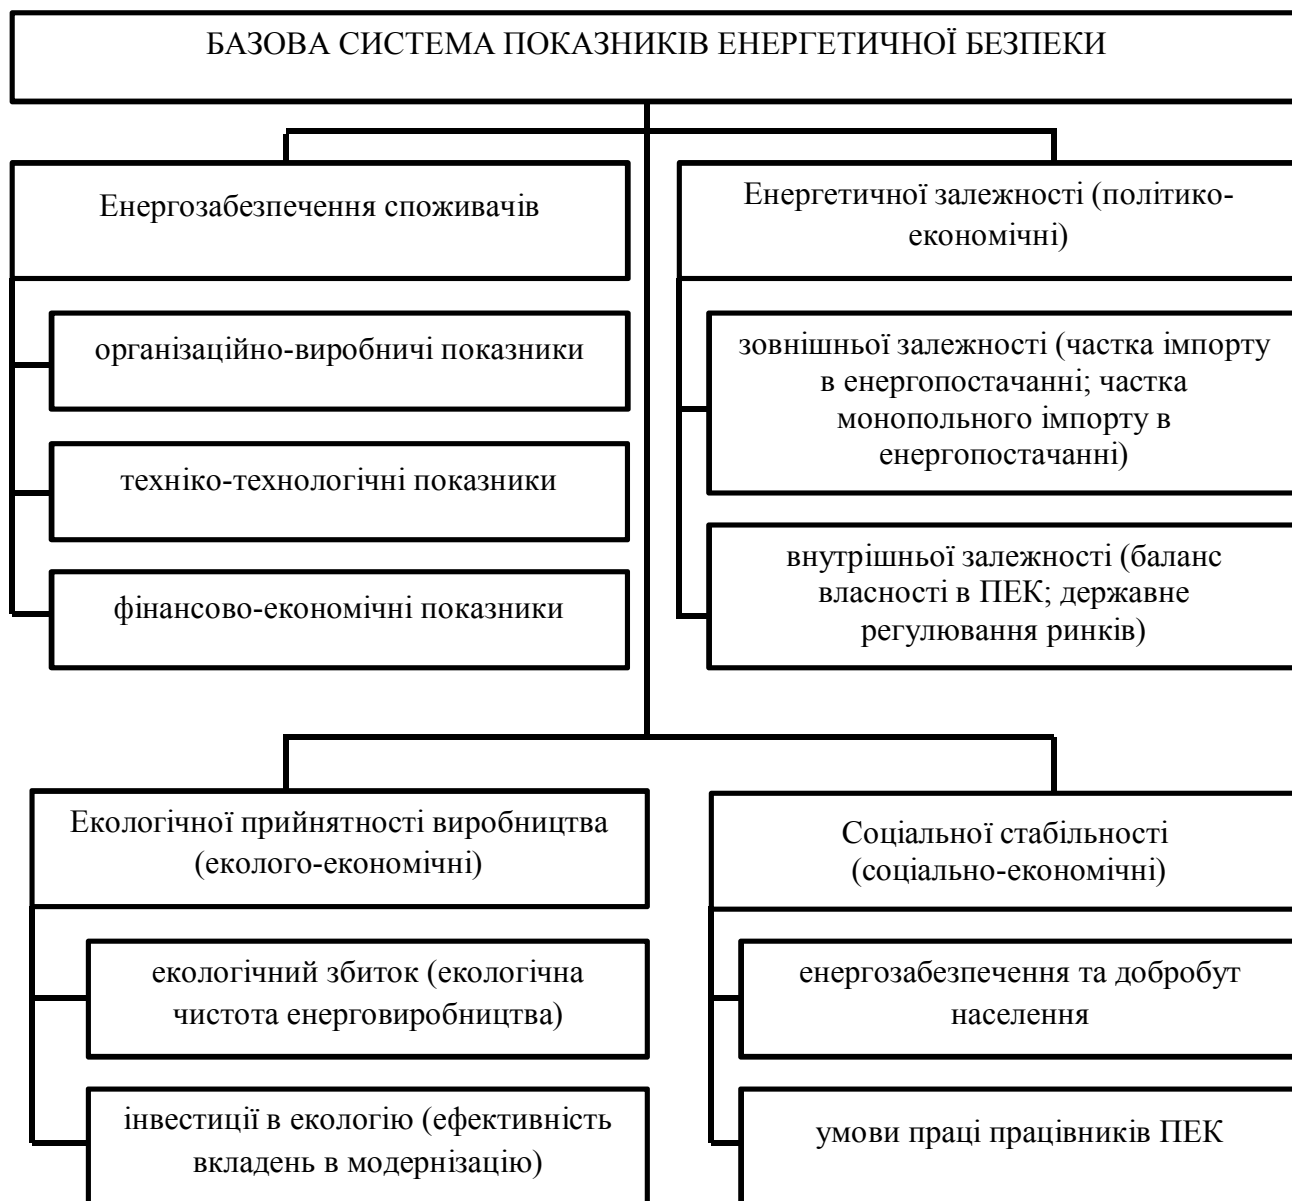 БАЗОВА СИСТЕМА ПОКАЗНИКІВ ЕНЕРГЕТИЧНОЇ БЕЗПЕКИ
Енергозабезпечення споживачів
організаційно-виробничі показники
техніко-технологічні показники
фінансово-економічні показники
Енергетичної залежності (політико-
економічні)
зовнішньої залежності (частка імпорту
в енергопостачанні; частка
монопольного імпорту в
енергопостачанні)
внутрішньої залежності (баланс
власності в ПЕК; державне
регулювання ринків)
Екологічної прийнятності виробництва
(еколого-економічні)
екологічний збиток (екологічна
чистота енерговиробництва)
інвестиції в екологію (ефективність
вкладень в модернізацію)
Соціальної стабільності
(соціально-економічні)
енергозабезпечення та добробут
населення
умови праці працівників ПЕК